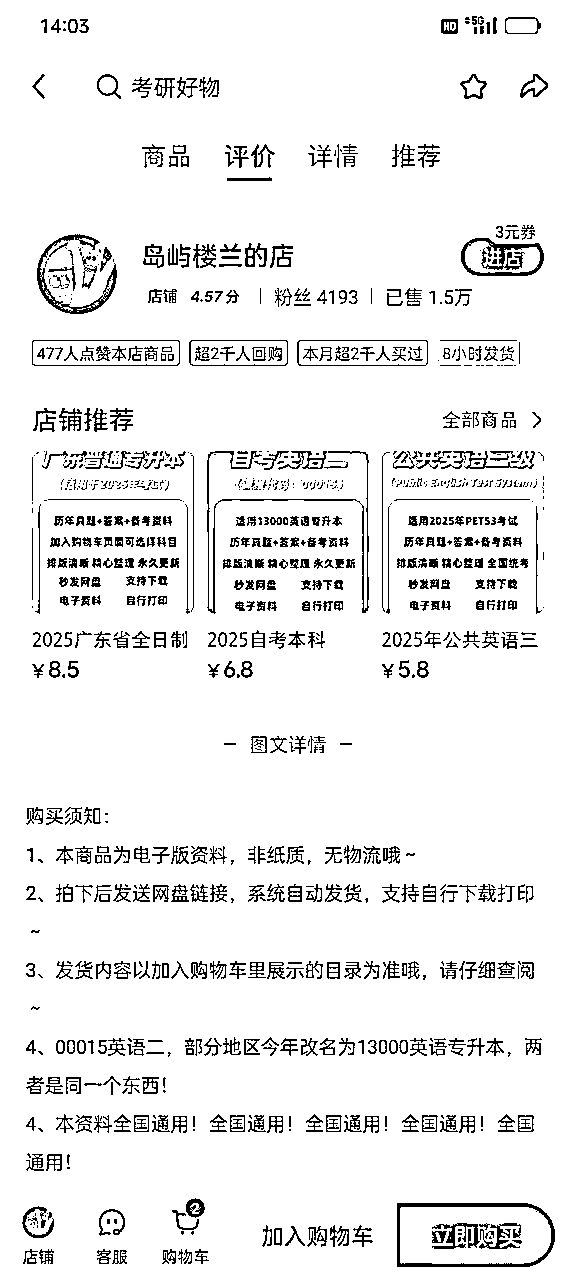 14:03
HD 5G
考研好物
商品 评价 详情 推荐
3元券
岛屿楼兰的店
进店
店铺 4.57分 | 粉丝 4193 | 已售 1.5万
477人点赞本店商品 超2千人回购 本月超2千人买过 8小时发货
店铺推荐
全部商品
广东普通专升本 自考英语二 公共英语三级
(Public English Test System)
历年真题+答案+备考资料 适用13000英语专升本 适用2025年PETS3考试
加入购物车页面可选择科目 历年真题+答案+备考资料 历年真题+答案+备考资料
排版清晰 精心整理 永久更新 排版清晰 精心整理 永久更新 排版清晰 精心整理 全国统考
秒发网盘 支持下载 秒发网盘 支持下载 秒发网盘 支持下载
电子资料 自行打印 电子资料 自行打印 电子资料 自行打印
2025广东省全日制 2025自考本科 2025年公共英语三
¥8.5 ¥6.8 ¥5.8
– 图文详情 –
购买须知：
1、本商品为电子版资料，非纸质，无物流哦~
2、拍下后发送网盘链接，系统自动发货，支持自行下载打印
~
3、发货内容以加入购物车里展示的目录为准哦，请仔细查阅
~
4、00015英语二，部分地区今年改名为13000英语专升本，两
者是同一个东西！
4、本资料全国通用！全国通用！全国通用！全国通用！全国
通用！
2
店铺 客服 购物车 加入购物车 立即购买